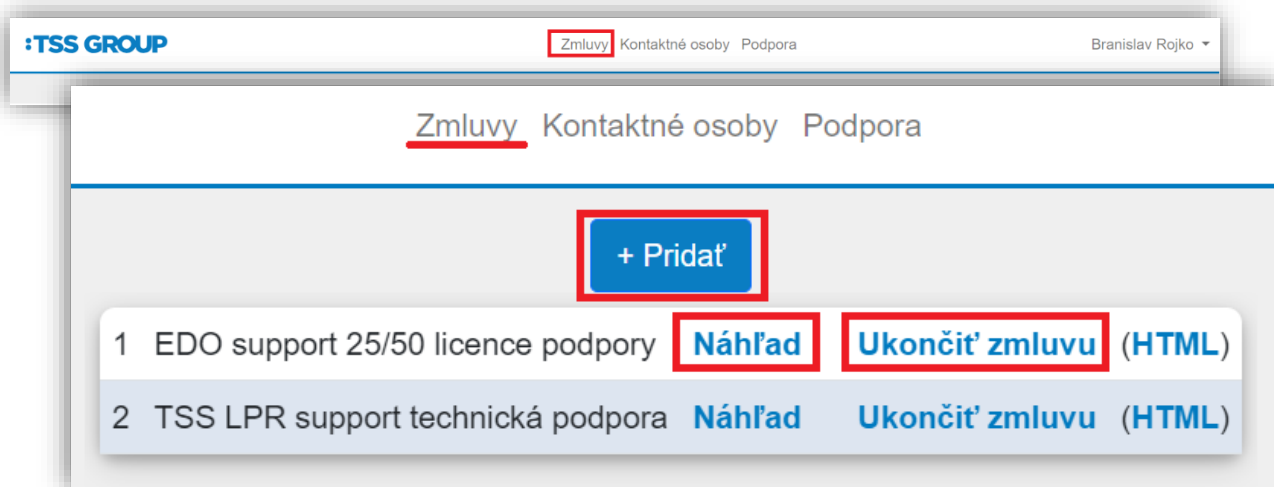 :TSS GROUP Zmluvy Kontaktné osoby Podpora Branislav Rojko
Zmluvy Kontaktné osoby Podpora
+ Pridať
1 EDO support 25/50 licence podpory Náhľad Ukončiť zmluvu (HTML)
2 TSS LPR support technická podpora Náhľad Ukončiť zmluvu (HTML)